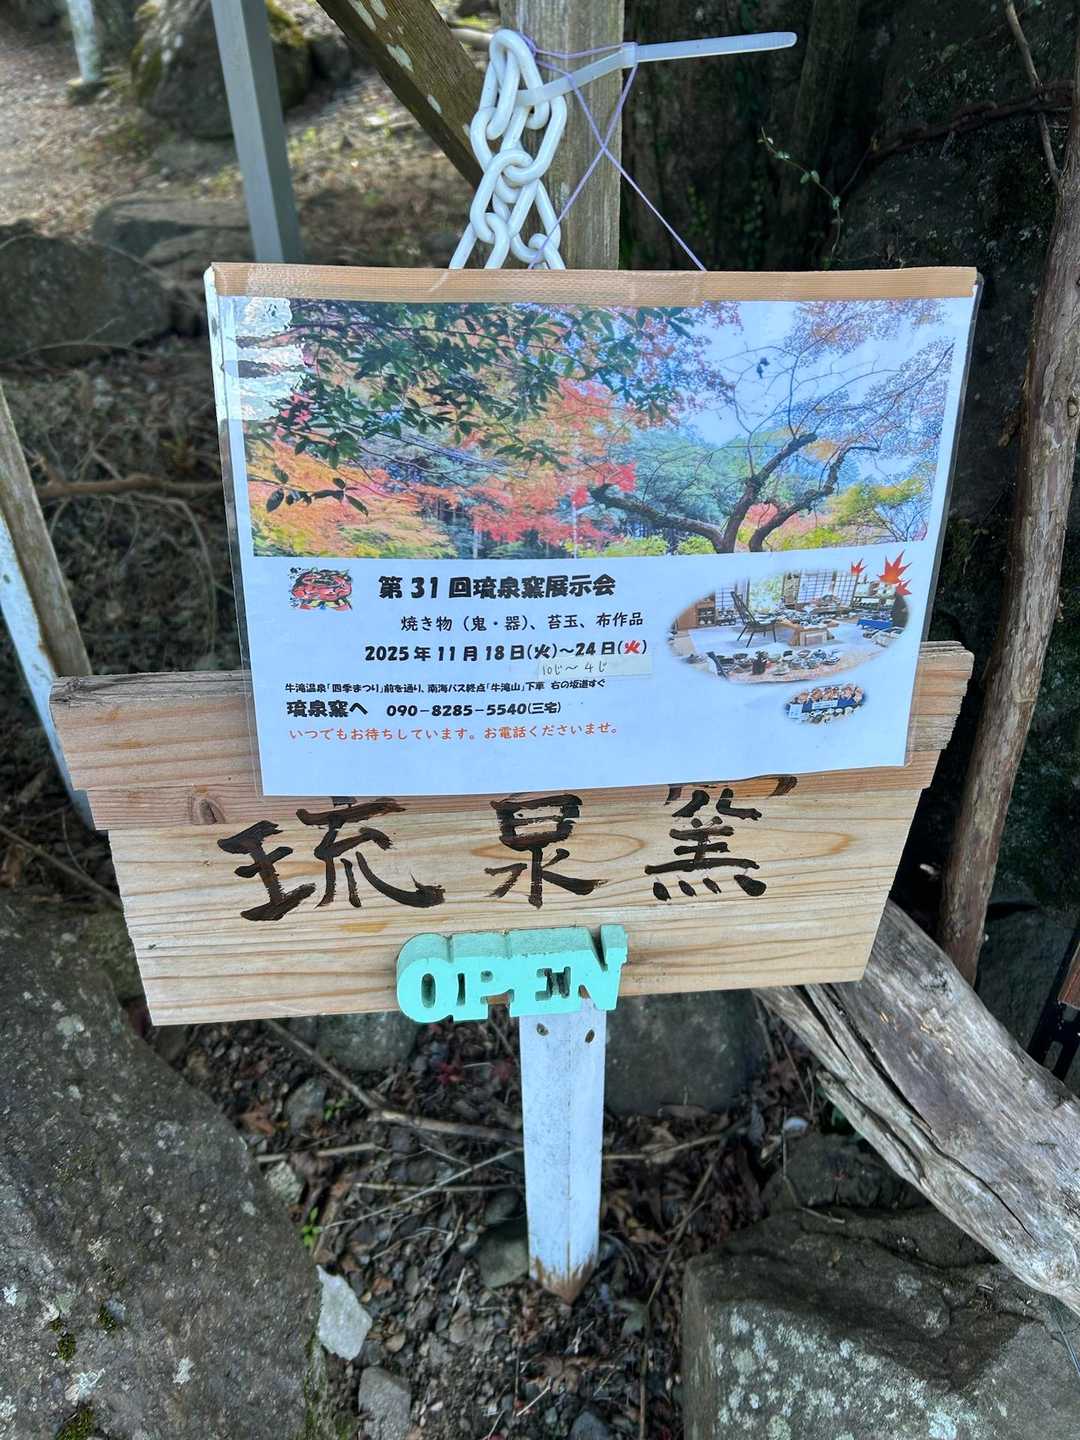 第31回琉泉窯展示会
焼き物（鬼・器）、苔玉、布作品
2025年11月18日(火)～24日(火)
10じ～4じ
牛滝温泉「四季まつり」前を通り、南海バス終点「牛滝山」下車 右の坂道すぐ
琉泉窯へ 090－8285－5540(三宅)
いつでもお待ちしています。お電話くださいませ。
琉泉窯
OPEN